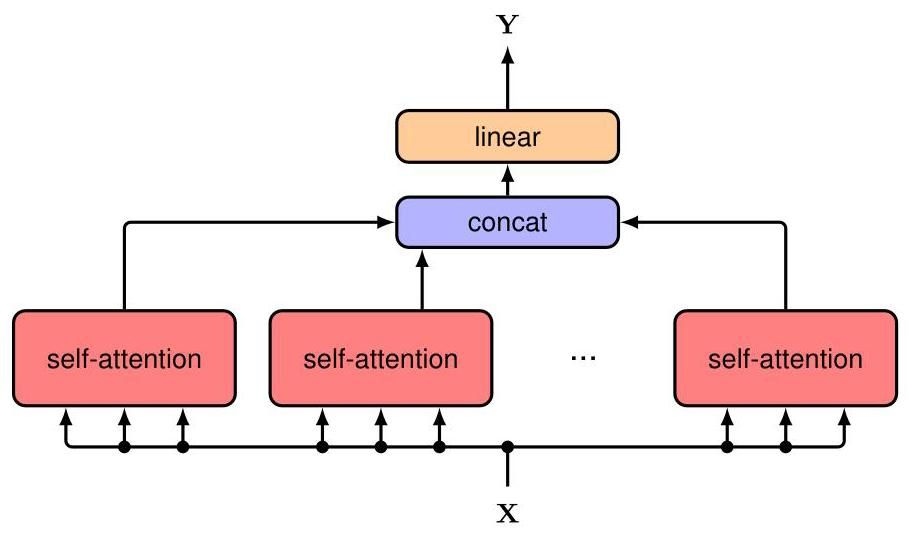 Y
linear
concat
self-attention self-attention ... self-attention
X